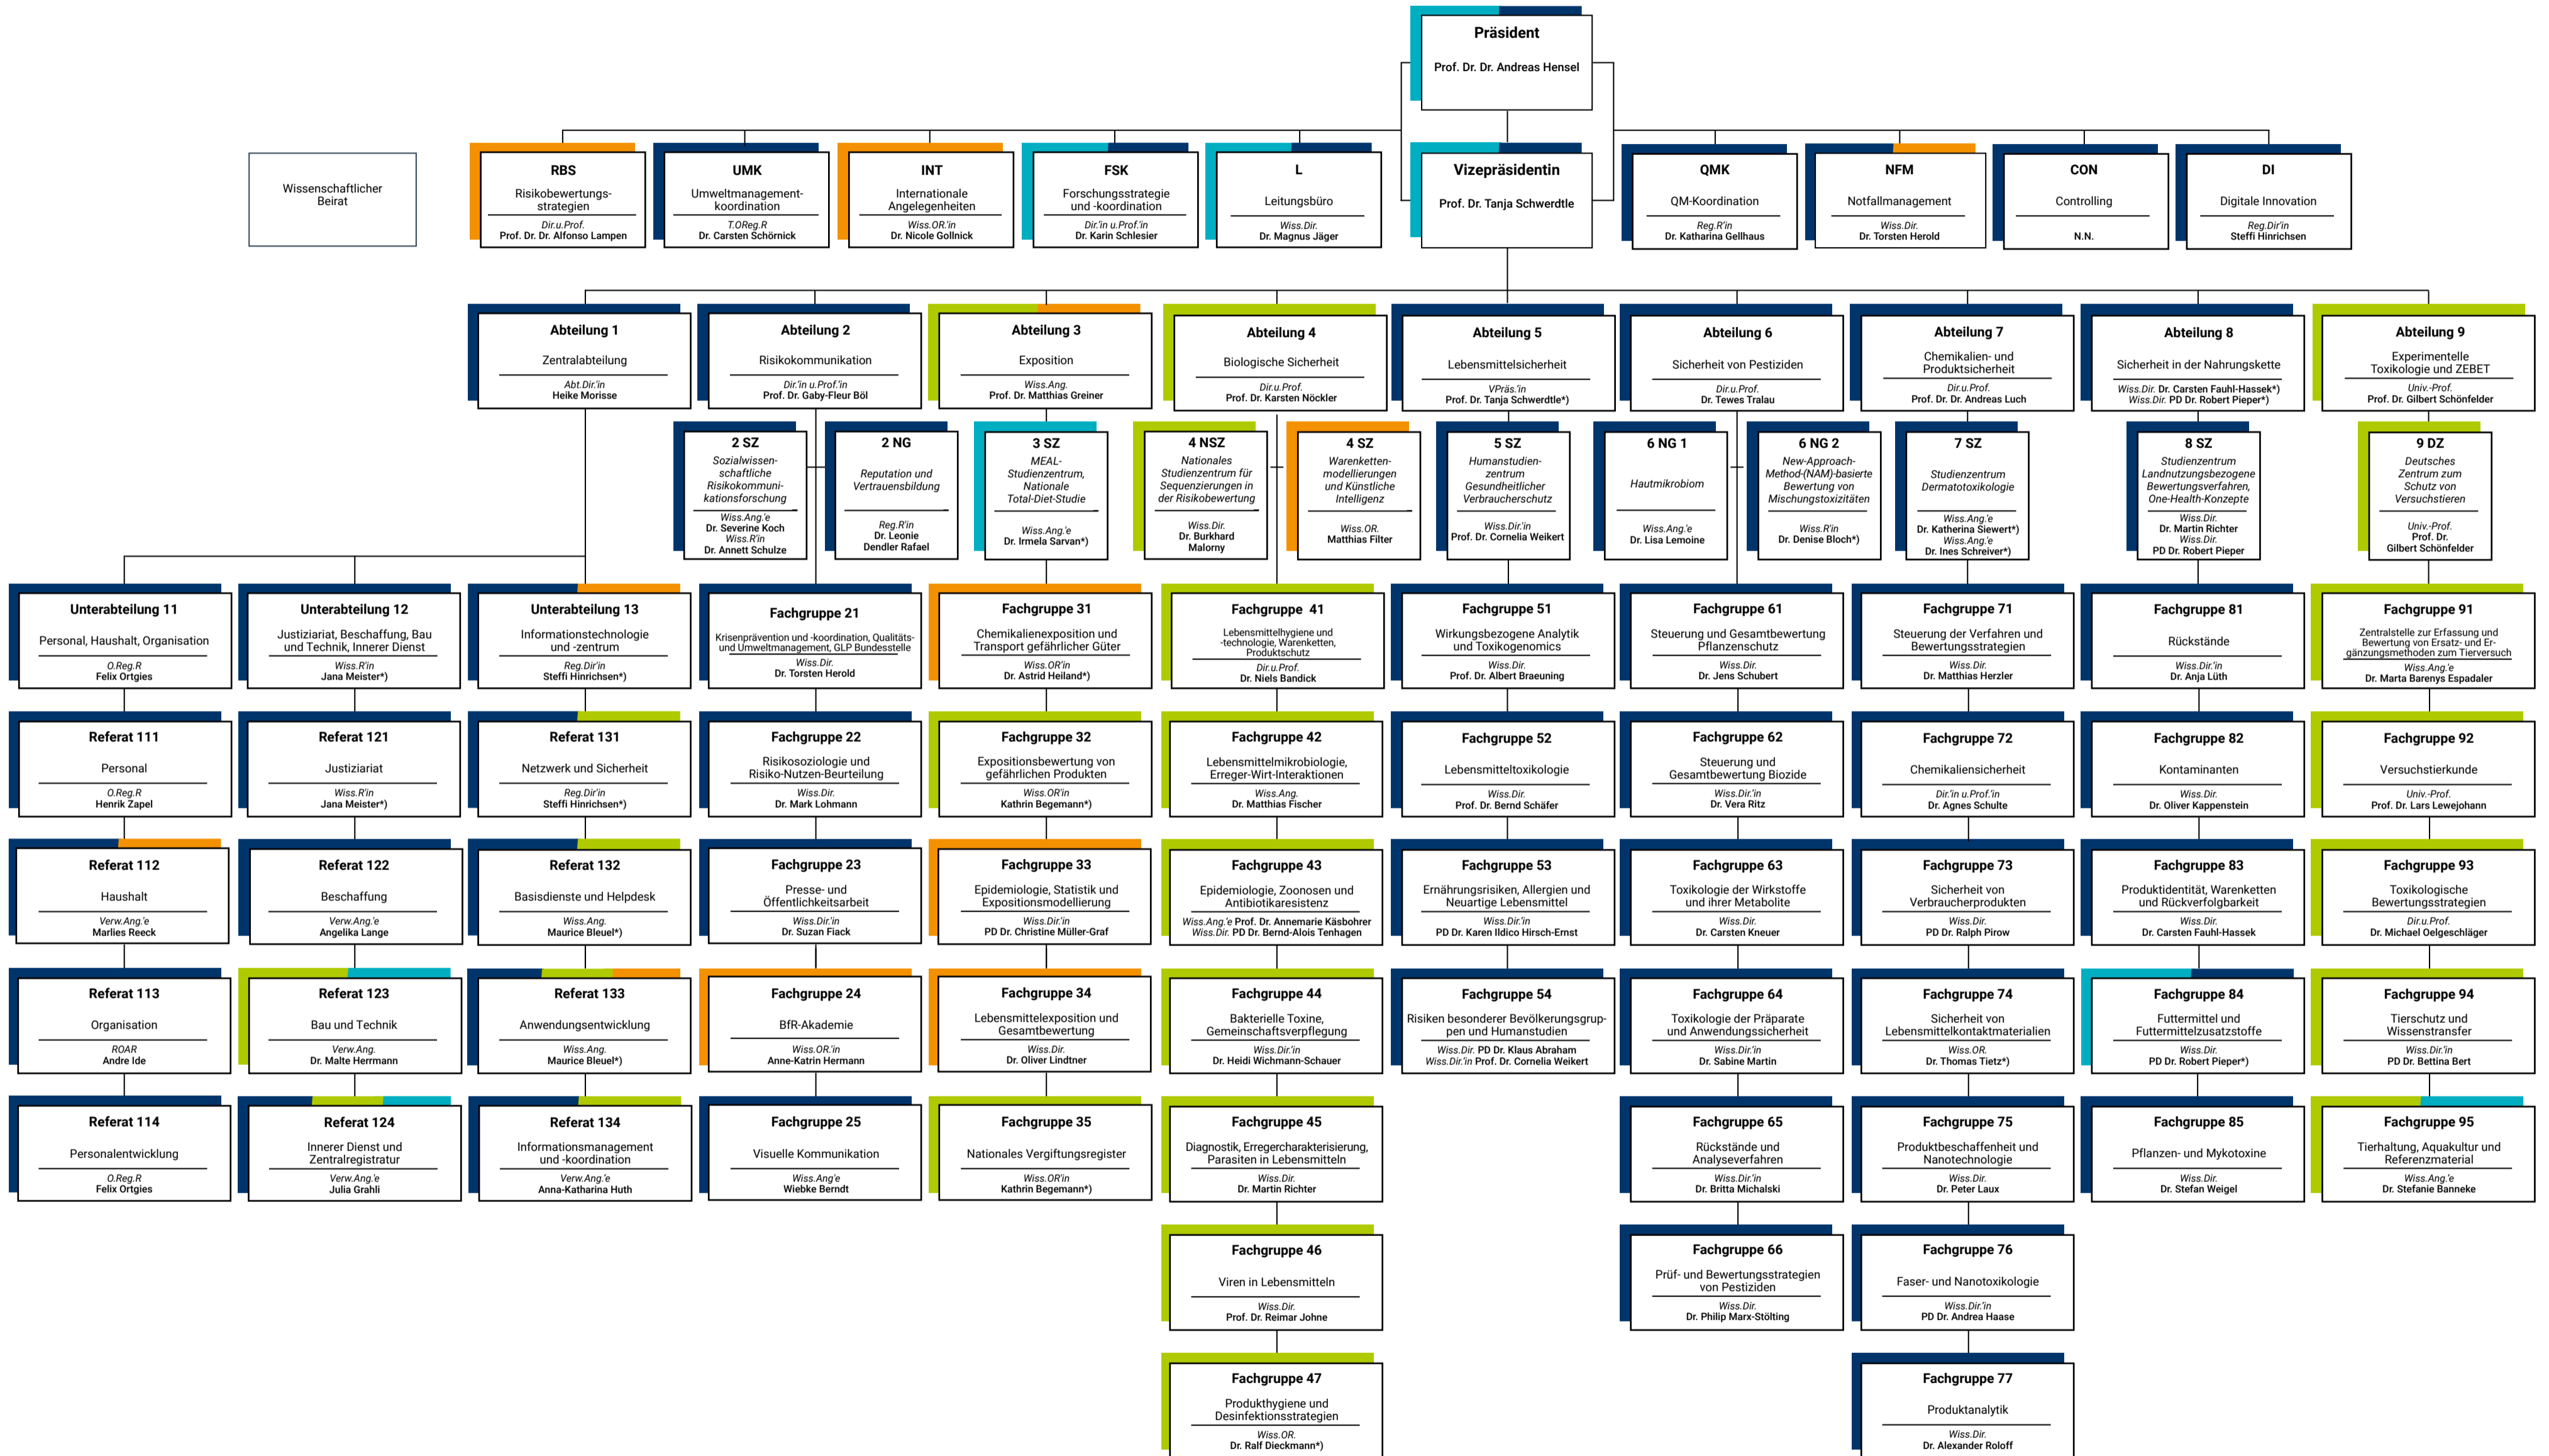 Präsident
Prof. Dr. Dr. Andreas Hensel
Wissenschaftlicher
Beirat
RBS
Risikobewertungs-
strategien
Dir.u.Prof.
Prof. Dr. Dr. Alfonso Lampen
UMK
Umweltmanagement-
koordination
T.OReg.R
Dr. Carsten Schörnick
INT
Internationale
Angelegenheiten
Wiss.OR.'in
Dr. Nicole Gollnick
FSK
Forschungsstrategie
und -koordination
Dir.'in u.Prof.'in
Dr. Karin Schlesier
L
Leitungsbüro
Wiss.Dir.
Dr. Magnus Jäger
Vizepräsidentin
Prof. Dr. Tanja Schwerdtle
QMK
QM-Koordination
Reg.R'in
Dr. Katharina Gellhaus
NFM
Notfallmanagement
Wiss.Dir.
Dr. Torsten Herold
CON
Controlling
N.N.
DI
Digitale Innovation
Reg.Dir'in
Steffi Hinrichsen
Abteilung 1
Zentralabteilung
Abt.Dir.'in
Heike Morisse
Abteilung 2
Risikokommunikation
Dir.'in u.Prof.'in
Prof. Dr. Gaby-Fleur Böl
Abteilung 3
Exposition
Wiss.Ang.
Prof. Dr. Matthias Greiner
Abteilung 4
Biologische Sicherheit
Dir.u.Prof.
Prof. Dr. Karsten Nöckler
Abteilung 5
Lebensmittelsicherheit
VPräs.'in
Prof. Dr. Tanja Schwerdtle*)
Abteilung 6
Sicherheit von Pestiziden
Dir.u.Prof.
Dr. Tewes Tralau
Abteilung 7
Chemikalien- und
Produktsicherheit
Dir.u.Prof.
Prof. Dr. Dr. Andreas Luch
Abteilung 8
Sicherheit in der Nahrungskette
Wiss.Dir. Dr. Carsten Fauhl-Hassek*)
Wiss.Dir. PD Dr. Robert Pieper*)
Abteilung 9
Experimentelle
Toxikologie und ZEBET
Univ.-Prof.
Prof. Dr. Gilbert Schönfelder
2 SZ
Sozialwissen-
schaftliche
Risikokommuni-
kationsforschung
Wiss.Ang.'e
Dr. Severine Koch
Wiss.R'in
Dr. Annett Schulze
2 NG
Reputation und
Vertrauensbildung
Reg.R'in
Dr. Leonie
Dendler Rafael
3 SZ
MEAL-
Studienzentrum,
Nationale
Total-Diet-Studie
Wiss.Ang.'e
Dr. Irmela Sarvan*)
4 NSZ
Nationales
Studienzentrum für
Sequenzierungen in
der Risikobewertung
Wiss.Dir.
Dr. Burkhard
Malorny
4 SZ
Warenketten-
modellierungen
und Künstliche
Intelligenz
Wiss.OR.
Matthias Filter
5 SZ
Humanstudien-
zentrum
Gesundheitlicher
Verbraucherschutz
Wiss.Dir.'in
Prof. Dr. Cornelia Weikert
6 NG 1
Hautmikrobiom
Wiss.Ang.'e
Dr. Lisa Lemoine
6 NG 2
New-Approach-
Method-(NAM)-basierte
Bewertung von
Mischungstoxizitäten
Wiss.R'in
Dr. Denise Bloch*)
7 SZ
Studienzentrum
Dermatotoxikologie
Wiss.Ang.'e
Dr. Katherina Siewert*)
Wiss.Ang.'e
Dr. Ines Schreiver*)
8 SZ
Studienzentrum
Landnutzungsbezogene
Bewertungsverfahren,
One-Health-Konzepte
Wiss.Dir.
Dr. Martin Richter
Wiss.Dir.
PD Dr. Robert Pieper
9 DZ
Deutsches
Zentrum zum
Schutz von
Versuchstieren
Univ.-Prof.
Prof. Dr.
Gilbert Schönfelder
Unterabteilung 11
Personal, Haushalt, Organisation
O.Reg.R
Felix Ortgies
Unterabteilung 12
Justiziariat, Beschaffung, Bau
und Technik, Innerer Dienst
Wiss.R'in
Jana Meister*)
Unterabteilung 13
Informationstechnologie
und -zentrum
Reg.Dir'in
Steffi Hinrichsen*)
Fachgruppe 21
Krisenprävention und -koordination, Qualitäts-
und Umweltmanagement, GLP Bundesstelle
Wiss.Dir.
Dr. Torsten Herold
Fachgruppe 31
Chemikalienexposition und
Transport gefährlicher Güter
Wiss.OR'in
Dr. Astrid Heiland*)
Fachgruppe 41
Lebensmittelhygiene und
-technologie, Warenketten,
Produktschutz
Dir.u.Prof.
Dr. Niels Bandick
Fachgruppe 51
Wirkungsbezogene Analytik
und Toxikogenomics
Wiss.Dir.
Prof. Dr. Albert Braeuning
Fachgruppe 61
Steuerung und Gesamtbewertung
Pflanzenschutz
Wiss.Dir.
Dr. Jens Schubert
Fachgruppe 71
Steuerung der Verfahren und
Bewertungsstrategien
Wiss.Dir.
Dr. Matthias Herzler
Fachgruppe 81
Rückstände
Wiss.Dir.'in
Dr. Anja Lüth
Fachgruppe 91
Zentralstelle zur Erfassung und
Bewertung von Ersatz- und Er-
gänzungsmethoden zum Tierversuch
Wiss.Ang.'e
Dr. Marta Barenys Espadaler
Referat 111
Personal
O.Reg.R
Henrik Zapel
Referat 121
Justiziariat
Wiss.R'in
Jana Meister*)
Referat 131
Netzwerk und Sicherheit
Reg.Dir'in
Steffi Hinrichsen*)
Fachgruppe 22
Risikosoziologie und
Risiko-Nutzen-Beurteilung
Wiss.Dir.
Dr. Mark Lohmann
Fachgruppe 32
Expositionsbewertung von
gefährlichen Produkten
Wiss.OR'in
Kathrin Begemann*)
Fachgruppe 42
Lebensmittelmikrobiologie,
Erreger-Wirt-Interaktionen
Wiss.Ang.
Dr. Matthias Fischer
Fachgruppe 52
Lebensmitteltoxikologie
Wiss.Dir.
Prof. Dr. Bernd Schäfer
Fachgruppe 62
Steuerung und
Gesamtbewertung Biozide
Wiss.Dir.'in
Dr. Vera Ritz
Fachgruppe 72
Chemikaliensicherheit
Dir.'in u.Prof.'in
Dr. Agnes Schulte
Fachgruppe 82
Kontaminanten
Wiss.Dir.
Dr. Oliver Kappenstein
Fachgruppe 92
Versuchstierkunde
Univ.-Prof.
Prof. Dr. Lars Lewejohann
Referat 112
Haushalt
Verw.Ang.'e
Marlies Reeck
Referat 122
Beschaffung
Verw.Ang.'e
Angelika Lange
Referat 132
Basisdienste und Helpdesk
Wiss.Ang.
Maurice Bleuel*)
Fachgruppe 23
Presse- und
Öffentlichkeitsarbeit
Wiss.Dir.'in
Dr. Suzan Fiack
Fachgruppe 33
Epidemiologie, Statistik und
Expositionsmodellierung
Wiss.Dir.'in
PD Dr. Christine Müller-Graf
Fachgruppe 43
Epidemiologie, Zoonosen und
Antibiotikaresistenz
Wiss.Ang.'e Prof. Dr. Annemarie Käsbohrer
Wiss.Dir. PD Dr. Bernd-Alois Tenhagen
Fachgruppe 53
Ernährungsrisiken, Allergien und
Neuartige Lebensmittel
Wiss.Dir.'in
PD Dr. Karen Ildico Hirsch-Ernst
Fachgruppe 63
Toxikologie der Wirkstoffe
und ihrer Metabolite
Wiss.Dir.
Dr. Carsten Kneuer
Fachgruppe 73
Sicherheit von
Verbraucherprodukten
Wiss.Dir.
PD Dr. Ralph Pirow
Fachgruppe 83
Produktidentität, Warenketten
und Rückverfolgbarkeit
Wiss.Dir.
Dr. Carsten Fauhl-Hassek
Fachgruppe 93
Toxikologische
Bewertungsstrategien
Dir.u.Prof.
Dr. Michael Oelgeschläger
Referat 113
Organisation
ROAR
Andre Ide
Referat 123
Bau und Technik
Verw.Ang.
Dr. Malte Herrmann
Referat 133
Anwendungsentwicklung
Wiss.Ang.
Maurice Bleuel*)
Fachgruppe 24
BfR-Akademie
Wiss.OR.'in
Anne-Katrin Hermann
Fachgruppe 34
Lebensmittelexposition und
Gesamtbewertung
Wiss.Dir.
Dr. Oliver Lindtner
Fachgruppe 44
Bakterielle Toxine,
Gemeinschaftsverpflegung
Wiss.Dir.'in
Dr. Heidi Wichmann-Schauer
Fachgruppe 54
Risiken besonderer Bevölkerungsgrup-
pen und Humanstudien
Wiss.Dir. PD Dr. Klaus Abraham
Wiss.Dir.'in Prof. Dr. Cornelia Weikert
Fachgruppe 64
Toxikologie der Präparate
und Anwendungssicherheit
Wiss.Dir.'in
Dr. Sabine Martin
Fachgruppe 74
Sicherheit von
Lebensmittelkontaktmaterialien
Wiss.OR.
Dr. Thomas Tietz*)
Fachgruppe 84
Futtermittel und
Futtermittelzusatzstoffe
Wiss.Dir.
PD Dr. Robert Pieper*)
Fachgruppe 94
Tierschutz und
Wissenstransfer
Wiss.Dir.'in
PD Dr. Bettina Bert
Referat 114
Personalentwicklung
O.Reg.R
Felix Ortgies
Referat 124
Innerer Dienst und
Zentralregistratur
Verw.Ang.'e
Julia Grahli
Referat 134
Informationsmanagement
und -koordination
Verw.Ang.'e
Anna-Katharina Huth
Fachgruppe 25
Visuelle Kommunikation
Wiss.Ang'e
Wiebke Berndt
Fachgruppe 35
Nationales Vergiftungsregister
Wiss.OR'in
Kathrin Begemann*)
Fachgruppe 45
Diagnostik, Erregercharakterisierung,
Parasiten in Lebensmitteln
Wiss.Dir.
Dr. Martin Richter
Fachgruppe 65
Rückstände und
Analyseverfahren
Wiss.Dir.'in
Dr. Britta Michalski
Fachgruppe 75
Produktbeschaffenheit und
Nanotechnologie
Wiss.Dir.
Dr. Peter Laux
Fachgruppe 85
Pflanzen- und Mykotoxine
Wiss.Dir.
Dr. Stefan Weigel
Fachgruppe 95
Tierhaltung, Aquakultur und
Referenzmaterial
Wiss.Ang.'e
Dr. Stefanie Banneke
Fachgruppe 46
Viren in Lebensmitteln
Wiss.Dir.
Prof. Dr. Reimar Johne
Fachgruppe 66
Prüf- und Bewertungsstrategien
von Pestiziden
Wiss.Dir.
Dr. Philip Marx-Stölting
Fachgruppe 76
Faser- und Nanotoxikologie
Wiss.Dir.'in
PD Dr. Andrea Haase
Fachgruppe 47
Produkthygiene und
Desinfektionsstrategien
Wiss.OR.
Dr. Ralf Dieckmann*)
Fachgruppe 77
Produktanalytik
Wiss.Dir.
Dr. Alexander Roloff